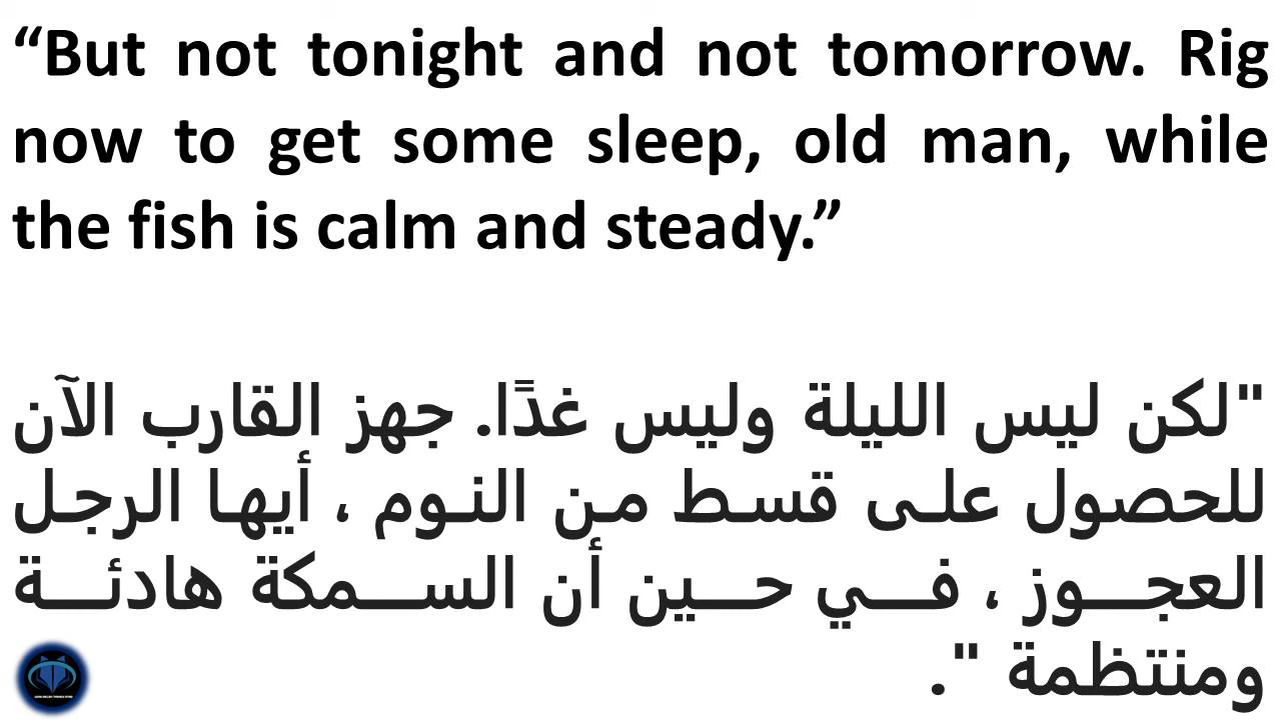 “But not tonight and not tomorrow. Rig
now to get some sleep, old man, while
the fish is calm and steady.”
"لكن ليس الليلة وليس غدًا. جهز القارب الآن
للحصول على قسط من النوم ، أيها الرجل
العجوز ، في حين أن السمكة هادئة
ومنتظمة ".